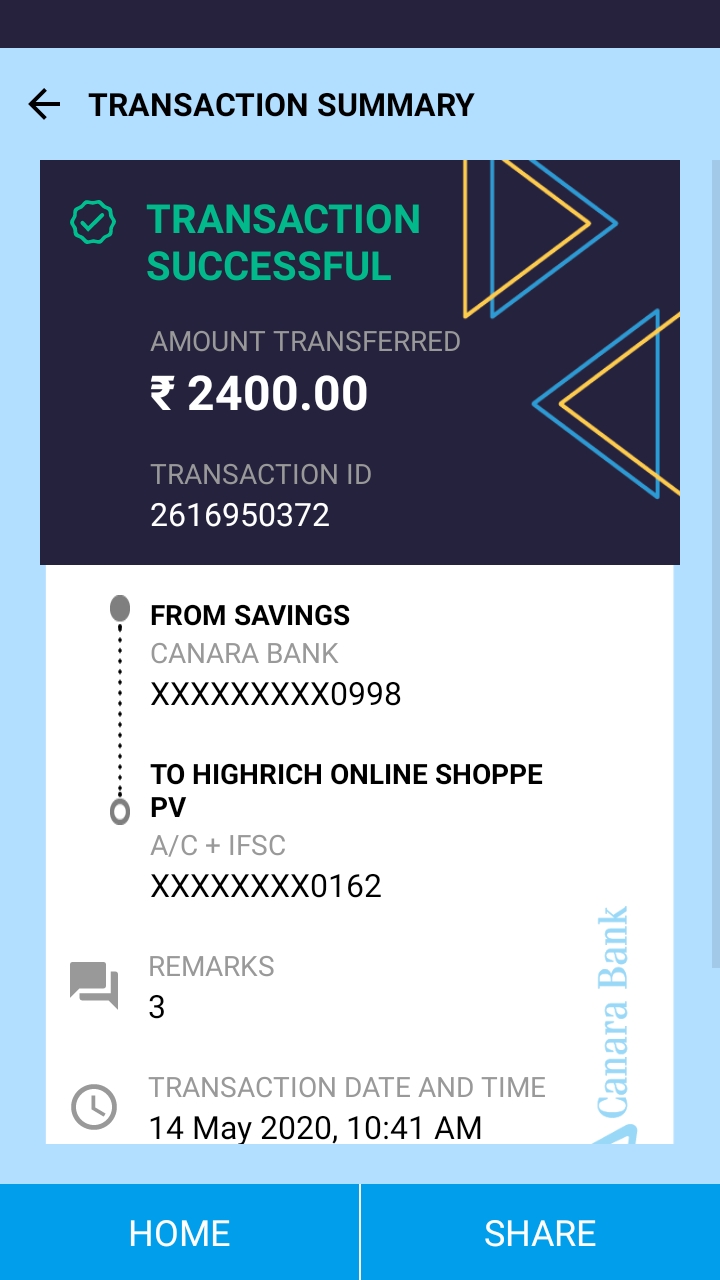 TRANSACTION SUMMARY
TRANSACTION
SUCCESSFUL
AMOUNT TRANSFERRED
₹ 2400.00
TRANSACTION ID
2616950372
FROM SAVINGS
CANARA BANK
XXXXXXXXX0998
TO HIGHRICH ONLINE SHOPPE
PV
A/C + IFSC
XXXXXXXX0162
REMARKS
3
TRANSACTION DATE AND TIME
14 May 2020, 10:41 AM
Canara Bank
HOME
SHARE